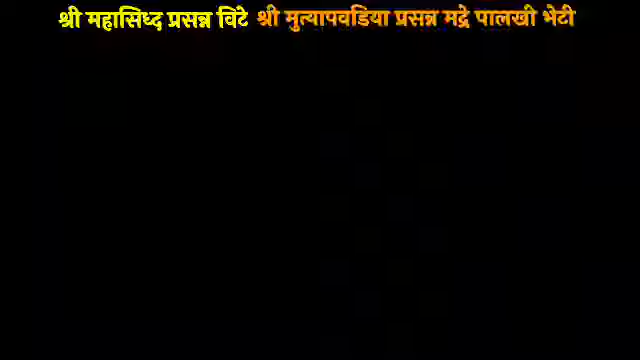 श्री महासिध्द प्रसन्न विटे श्री मुत्यापवडिया प्रसन्न मद्रे पालखी भेटी